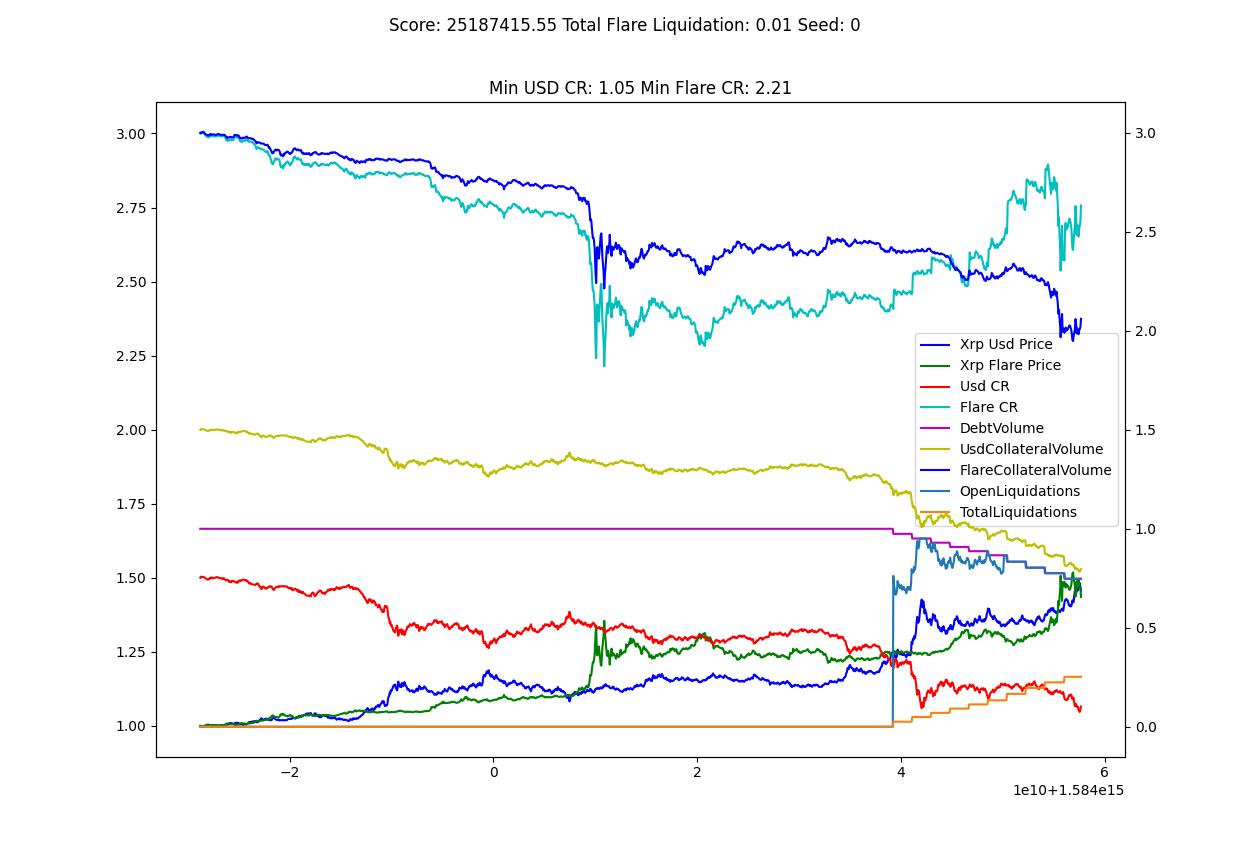 Score: 25187415.55 Total Flare Liquidation: 0.01 Seed: 0
Min USD CR: 1.05 Min Flare CR: 2.21
3.00
2.75
2.50
2.25
2.00
1.75
1.50
1.25
1.00
3.0
2.5
2.0
1.5
1.0
0.5
0.0
Xrp Usd Price
Xrp Flare Price
Usd CR
Flare CR
DebtVolume
UsdCollateralVolume
FlareCollateralVolume
OpenLiquidations
TotalLiquidations
−2 0 2 4 6
1e10+1.584e15